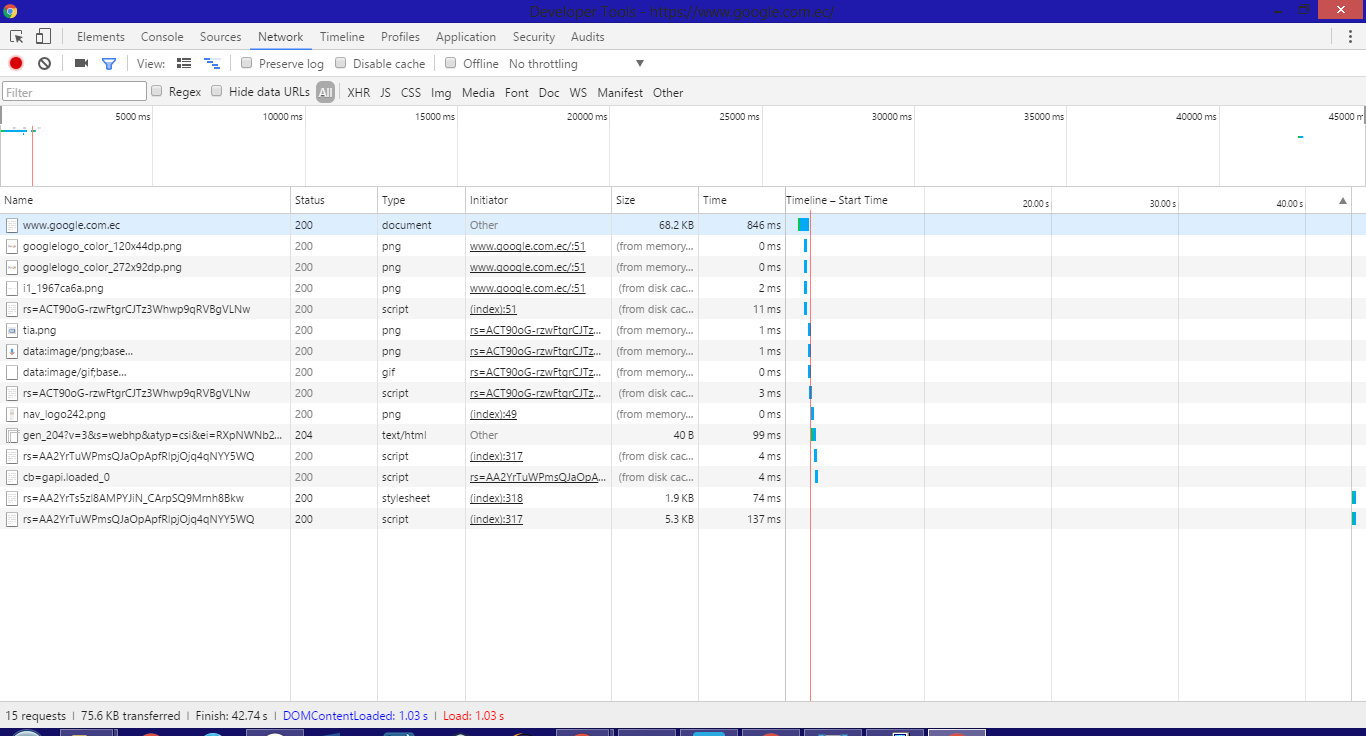 Developer Tools - https://www.google.com.ec/
Elements Console Sources Network Timeline Profiles Application Security Audits
View: Preserve log Disable cache Offline No throttling
Filter Regex Hide data URLs All XHR JS CSS Img Media Font Doc WS Manifest Other
5000 ms 10000 ms 15000 ms 20000 ms 25000 ms 30000 ms 35000 ms 40000 ms 45000 m
Name Status Type Initiator Size Time Timeline – Start Time 20.00 s 30.00 s 40.00 s
www.google.com.ec 200 document Other 68.2 KB 846 ms
googlelogo_color_120x44dp.png 200 png www.google.com.ec/:51 (from memory... 0 ms
googlelogo_color_272x92dp.png 200 png www.google.com.ec/:51 (from memory... 0 ms
i1_1967ca6a.png 200 png www.google.com.ec/:51 (from disk cac... 2 ms
rs=ACT90oG-rzwFtgrCJTz3Whwp9qRVBgVLNw 200 script (index):51 (from disk cac... 11 ms
tia.png 200 png rs=ACT90oG-rzwFtgrCJTz... (from memory... 1 ms
data:image/png;base... 200 png rs=ACT90oG-rzwFtgrCJTz... (from memory... 1 ms
data:image/gif;base... 200 gif rs=ACT90oG-rzwFtgrCJTz... (from memory... 0 ms
rs=ACT90oG-rzwFtgrCJTz3Whwp9qRVBgVLNw 200 script rs=ACT90oG-rzwFtgrCJTz... (from disk cac... 3 ms
nav_logo242.png 200 png (index):49 (from memory... 0 ms
gen_204?v=3&s=webhp&atyp=csi&ei=RXpNWNb2... 204 text/html Other 40 B 99 ms
rs=AA2YrTuWPmsQJaOpApfRlpjOjq4qNYY5WQ 200 script (index):317 (from disk cac... 4 ms
cb=gapi.loaded_0 200 script rs=AA2YrTuWPmsQJaOpA... (from disk cac... 4 ms
rs=AA2YrTs5zl8AMPYJiN_CArpSQ9Mmh8Bkw 200 stylesheet (index):318 1.9 KB 74 ms
rs=AA2YrTuWPmsQJaOpApfRlpjOjq4qNYY5WQ 200 script (index):317 5.3 KB 137 ms
15 requests | 75.6 KB transferred | Finish: 42.74 s | DOMContentLoaded: 1.03 s | Load: 1.03 s